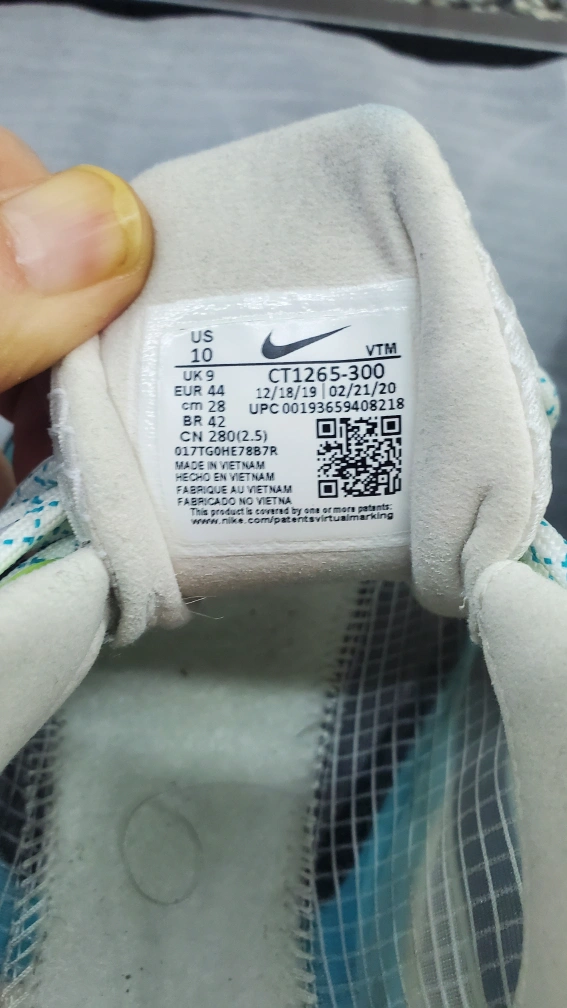 US
10
VTM
UK 9
CT1265-300
EUR 44
12/18/19 | 02/21/20
cm 28
UPC 00193659408218
BR 42
CN 280(2.5)
017TG0HE78B7R
MADE IN VIETNAM
HECHO EN VIETNAM
FABRIQUE AU VIETNAM
FABRICADO NO VIETNA
This product is covered by one or more patents:
www.nike.com/patentsvirtualmarking